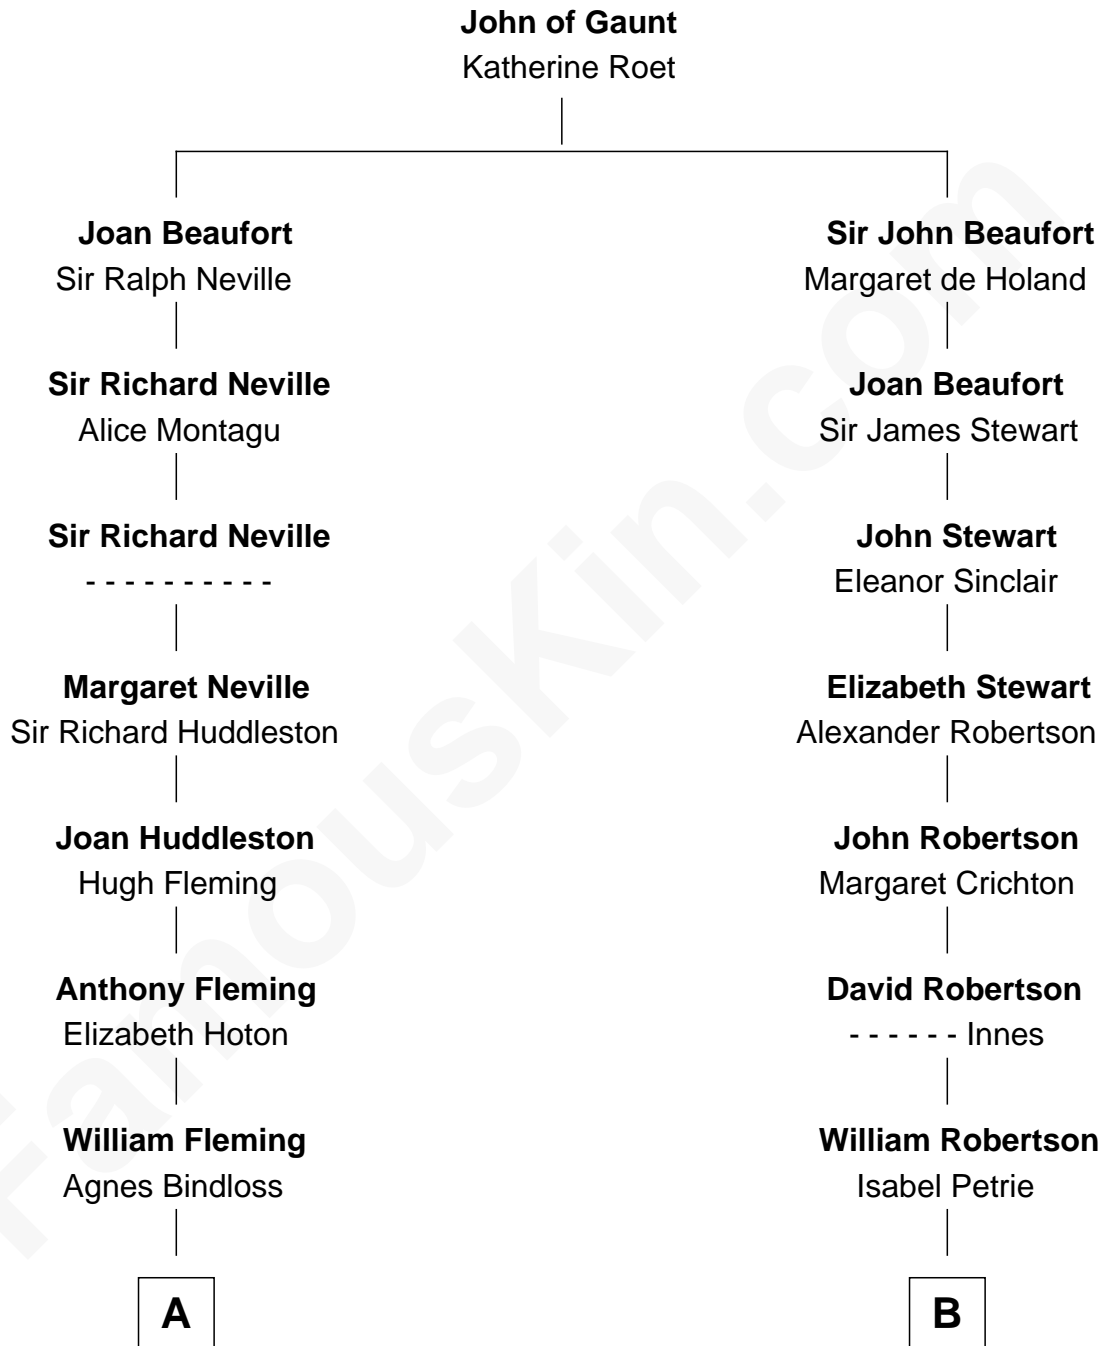 John of Gaunt
Katherine Roet
Joan Beaufort
Sir Ralph Neville
Sir Richard Neville
Alice Montagu
Sir Richard Neville
- - - - - - - - - -
Margaret Neville
Sir Richard Huddleston
Joan Huddleston
Hugh Fleming
Anthony Fleming
Elizabeth Hoton
William Fleming
Agnes Bindloss
A
Sir John Beaufort
Margaret de Holand
Joan Beaufort
Sir James Stewart
John Stewart
Eleanor Sinclair
Elizabeth Stewart
Alexander Robertson
John Robertson
Margaret Crichton
David Robertson
- - - - - - Innes
William Robertson
Isabel Petrie
B
FamousKin.com